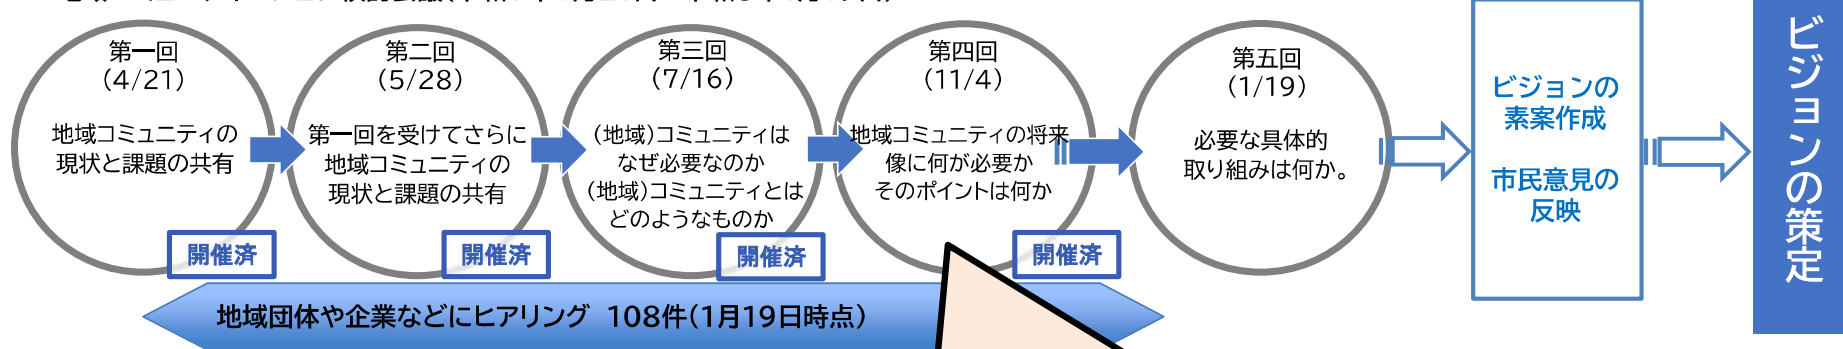 第一回
(4/21)
地域コミュニティの
現状と課題の共有
開催済
第二回
(5/28)
第一回を受けてさらに
地域コミュニティの
現状と課題の共有
開催済
第三回
(7/16)
(地域)コミュニティは
なぜ必要なのか
(地域)コミュニティとは
どのようなものか
開催済
第四回
(11/4)
地域コミュニティの将来
像に何が必要か
そのポイントは何か
開催済
第五回
(1/19)
必要な具体的
取り組みは何か。
ビジョンの
素案作成
市民意見の
反映
ビジョンの策定
地域団体や企業などにヒアリング 108件(1月19日時点)